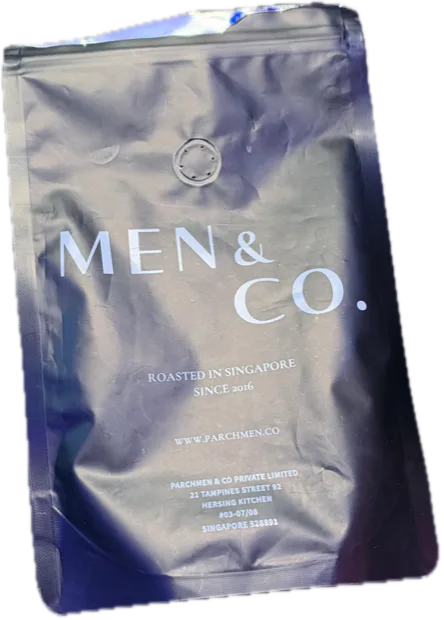 MEN &
CO.
ROASTED IN SINGAPORE
SINCE 2016
WWW.PARCHMEN.CO
PARCHMEN & CO PRIVATE LIMITED
21 TAMPINES STREET 92
HERSING KITCHEN
#03-07/08
SINGAPORE 528891